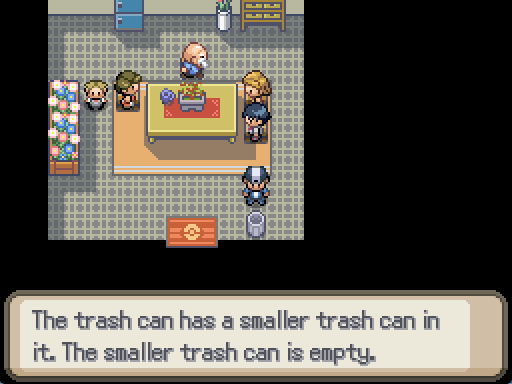 The trash can has a smaller trash can in
it. The smaller trash can is empty.